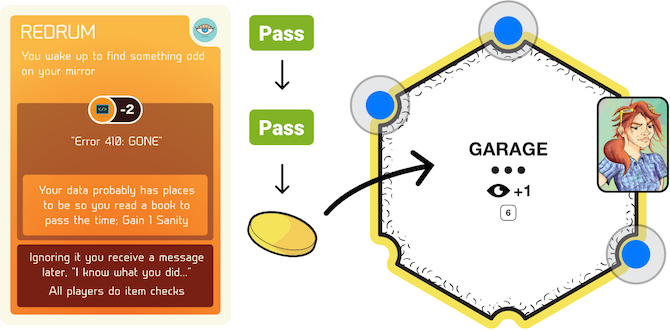 REDRUM
You wake up to find something odd
on your mirror
</> -2
"Error 410: GONE"
Your data probably has places
to be so you read a book to
pass the time; Gain 1 Sanity
Ignoring it you receive a message
later, "I know what you did..."
All players do item checks
Pass
Pass
GARAGE
+1
6